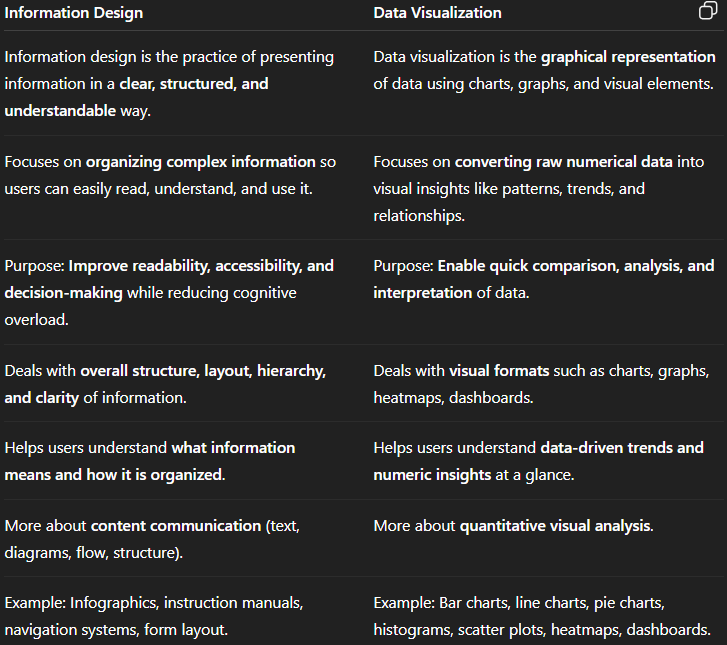 Information Design
Data Visualization
Information design is the practice of presenting
information in a clear, structured, and
understandable way.
Data visualization is the graphical representation
of data using charts, graphs, and visual elements.
Focuses on organizing complex information so
users can easily read, understand, and use it.
Focuses on converting raw numerical data into
visual insights like patterns, trends, and
relationships.
Purpose: Improve readability, accessibility, and
decision-making while reducing cognitive
overload.
Purpose: Enable quick comparison, analysis, and
interpretation of data.
Deals with overall structure, layout, hierarchy,
and clarity of information.
Deals with visual formats such as charts, graphs,
heatmaps, dashboards.
Helps users understand what information
means and how it is organized.
Helps users understand data-driven trends and
numeric insights at a glance.
More about content communication (text,
diagrams, flow, structure).
More about quantitative visual analysis.
Example: Infographics, instruction manuals,
navigation systems, form layout.
Example: Bar charts, line charts, pie charts,
histograms, scatter plots, heatmaps, dashboards.